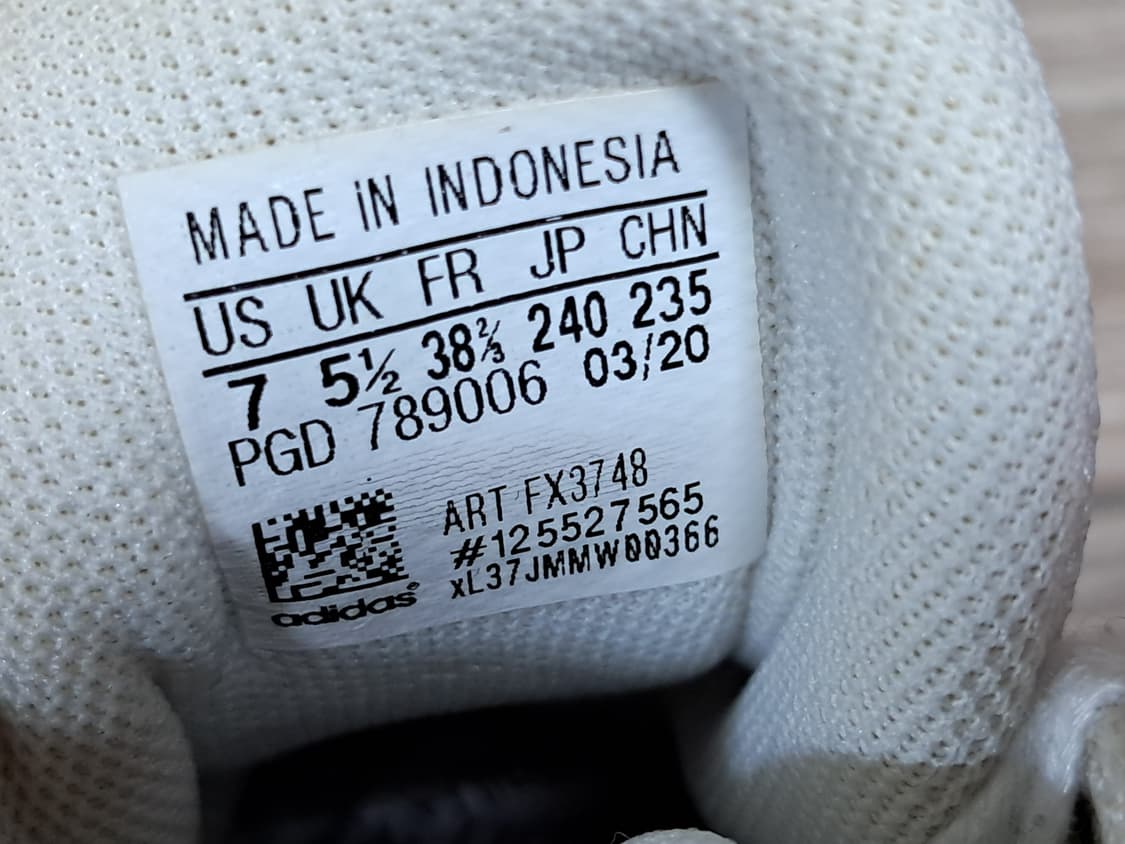 MADE iN INDONESIA
US UK FR JP CHN
7 5½ 38⅔ 240 235
PGD 789006 03/20
ART FX3748
#125527565
xL37JMMW00366
adidas®